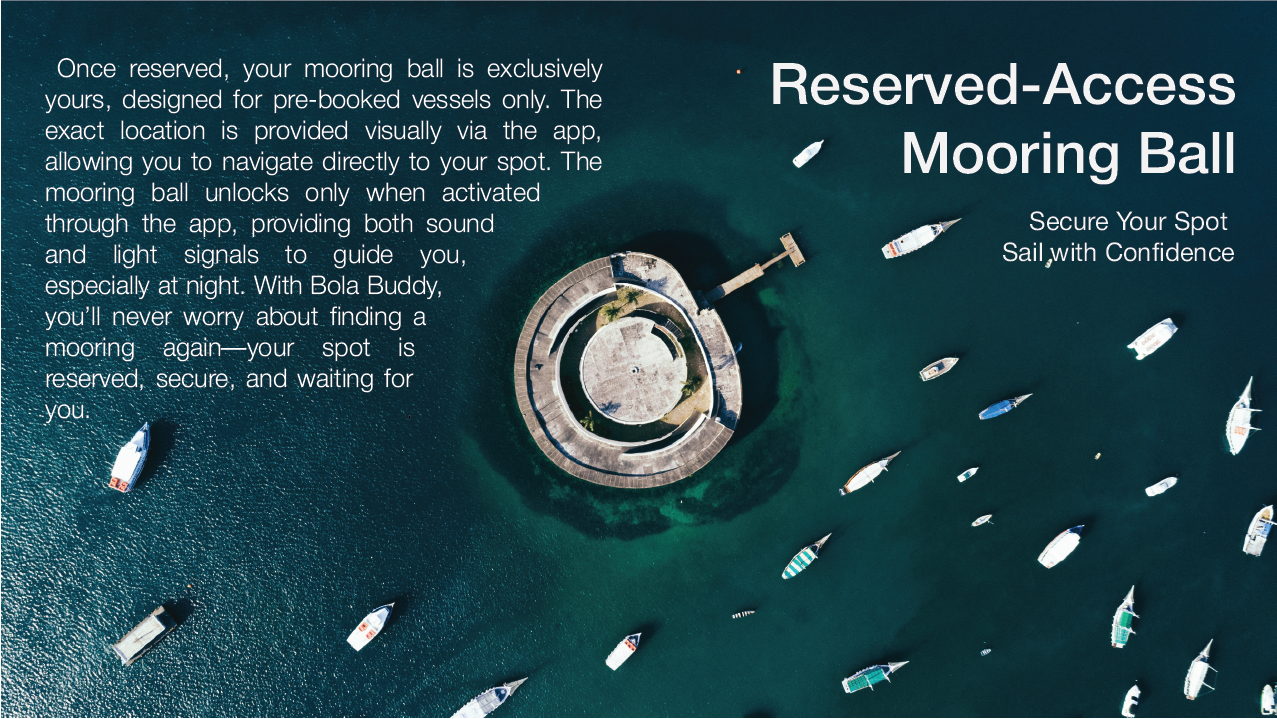 Once reserved, your mooring ball is exclusively
yours, designed for pre-booked vessels only. The
exact location is provided visually via the app,
allowing you to navigate directly to your spot. The
mooring ball unlocks only when activated
through the app, providing both sound
and light signals to guide you,
especially at night. With Bola Buddy,
you’ll never worry about finding a
mooring again—your spot is
reserved, secure, and waiting for
you.
Reserved-Access
Mooring Ball
Secure Your Spot
Sail with Confidence